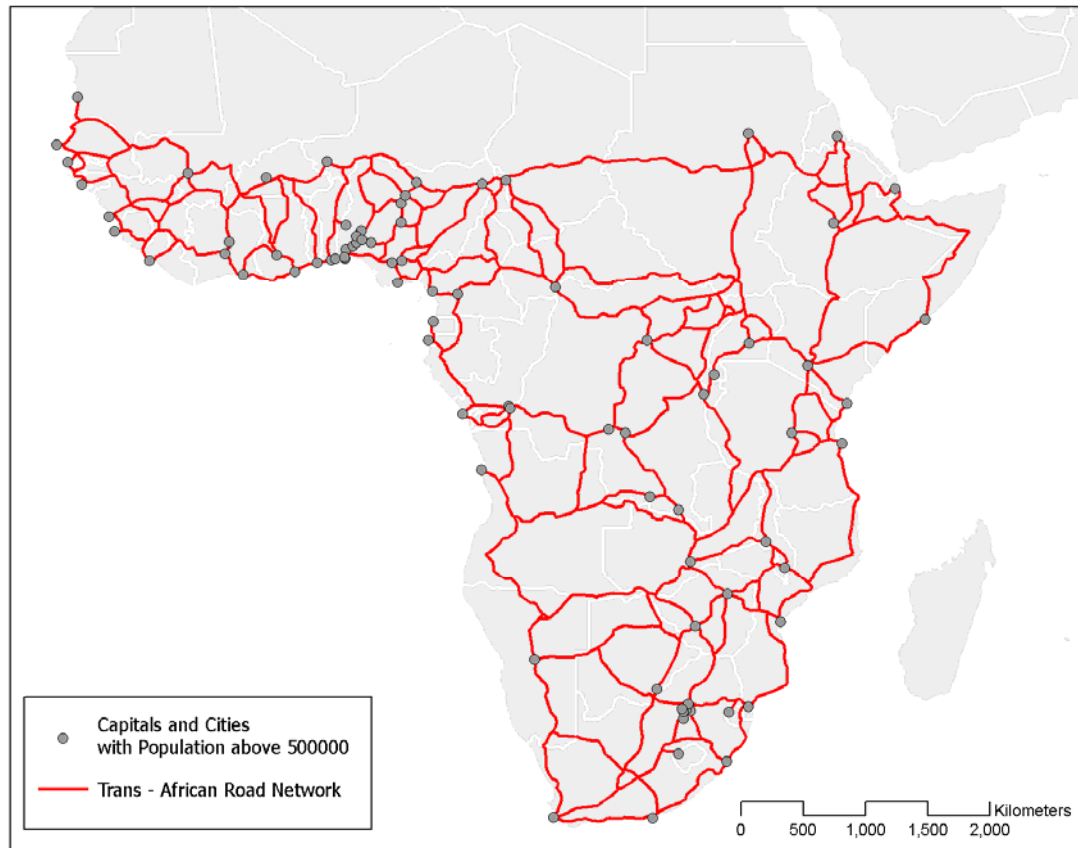 Capitals and Cities
with Population above 500000
Trans - African Road Network
Kilometers
0 500 1,000 1,500 2,000